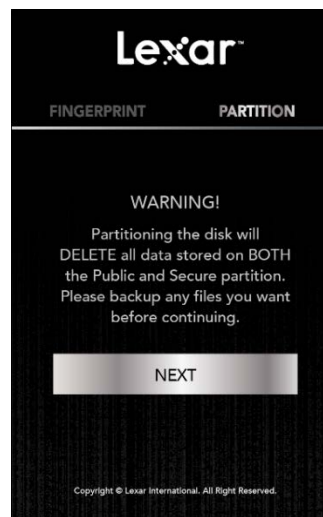 Lexar™
FINGERPRINT PARTITION
WARNING!
Partitioning the disk will
DELETE all data stored on BOTH
the Public and Secure partition.
Please backup any files you want
before continuing.
NEXT
Copyright © Lexar International. All Right Reserved.